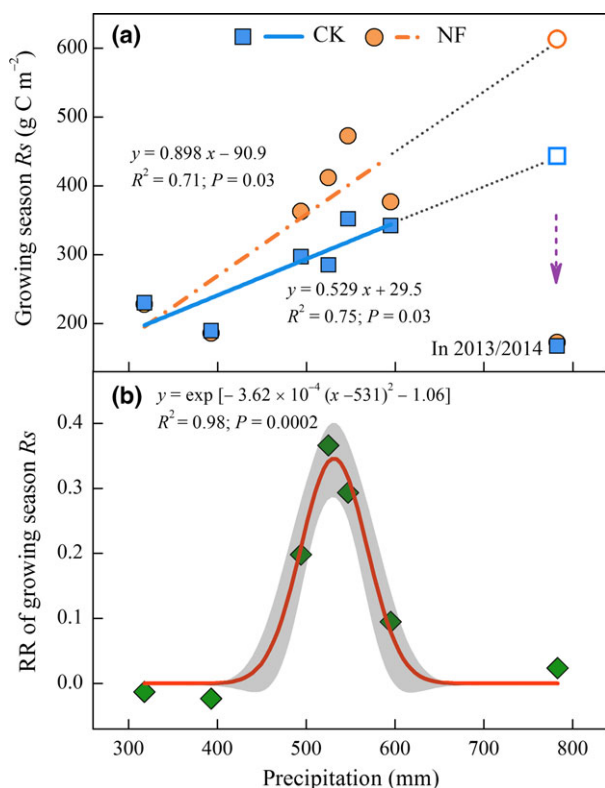 (a) CK NF
Growing season Rs (g C m⁻²)
600
500
400
300
200
y = 0.898 x − 90.9
R² = 0.71; P = 0.03
y = 0.529 x + 29.5
R² = 0.75; P = 0.03
In 2013/2014
(b) y = exp [− 3.62 × 10⁻⁴ (x −531)² − 1.06]
R² = 0.98; P = 0.0002
RR of growing season Rs
0.4
0.3
0.2
0.1
0.0
300 400 500 600 700 800
Precipitation (mm)